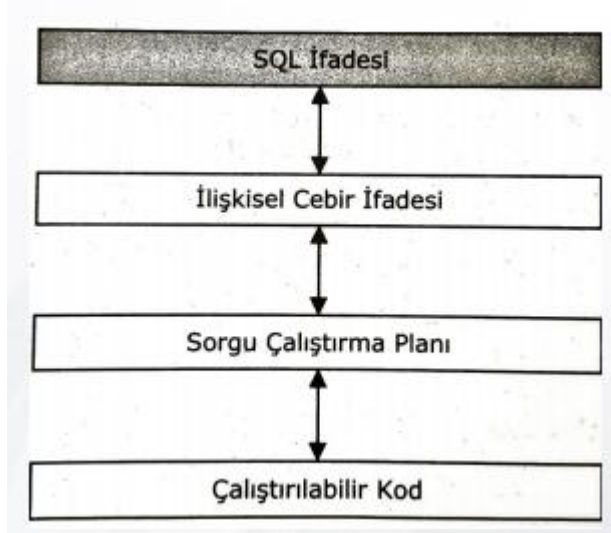 SQL İfadesi
İlişkisel Cebir İfadesi
Sorgu Çalıştırma Planı
Çalıştırılabilir Kod